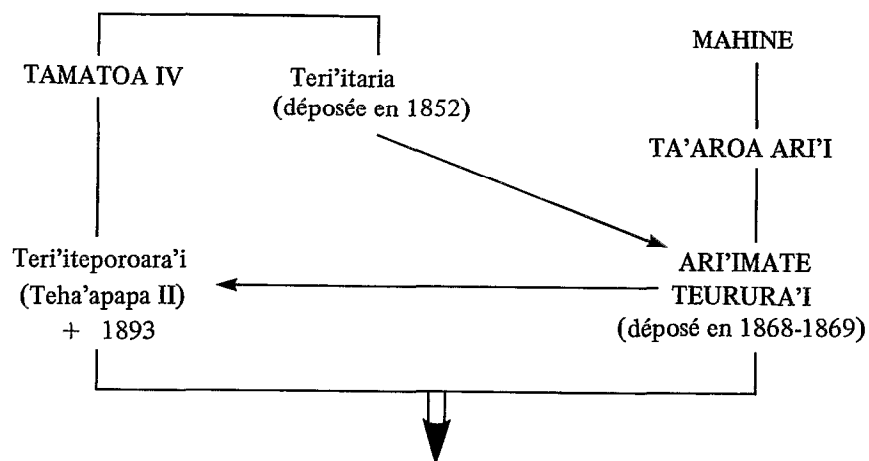 MAHINE
TAMATOA IV
Teri'itaria
(déposée en 1852)
TA'AROA ARI'I
Teri'iteporoara'i
(Teha'apapa II)
+ 1893
ARI'IMATE
TEURURA'I
(déposé en 1868-1869)